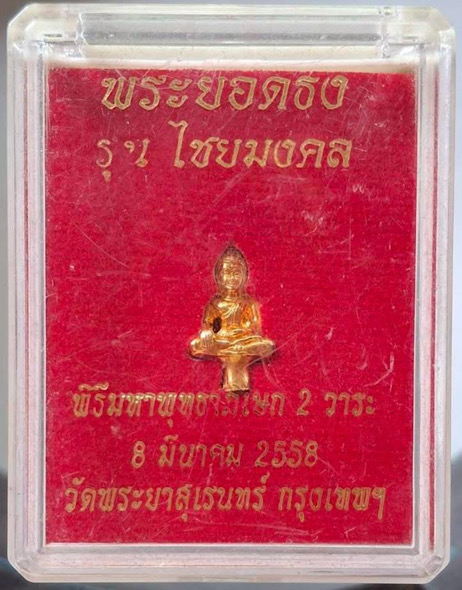 พระยอดธง
รุ่น ไชยมงคล
พิธีมหาพุทธาภิเษก 2 วาระ
8 มีนาคม 2558
วัดพระยาสุเรนทร์ กรุงเทพฯ